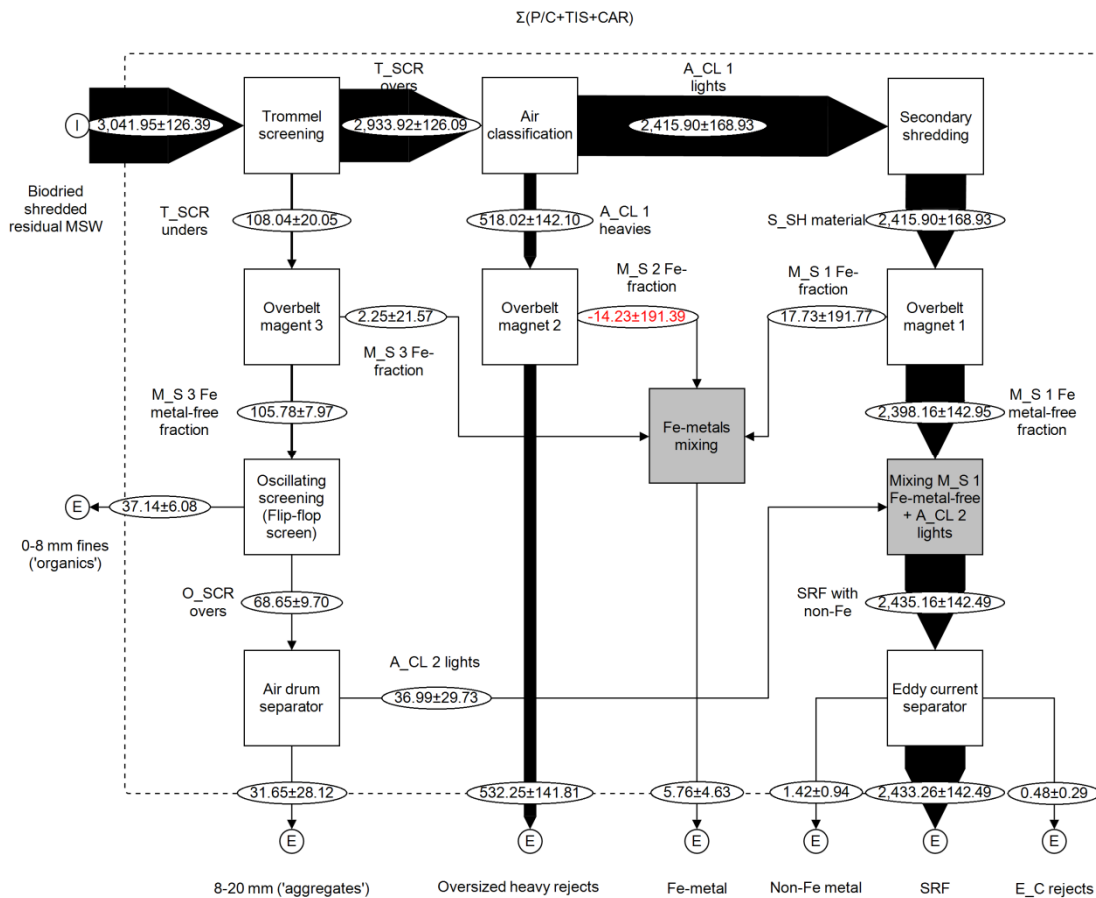 Σ(P/C+TIS+CAR)
T_SCR
overs
A_CL 1
lights
I
3,041.95±126.39
Trommel
screening
2,933.92±126.09
Air
classification
2,415.90±168.93
Secondary
shredding
Biodried
shredded
residual MSW
T_SCR
unders
108.04±20.05
518.02±142.10
A_CL 1
heavies
S_SH material
2,415.90±168.93
Overbelt
magent 3
2.25±21.57
M_S 3 Fe-
fraction
Overbelt
magnet 2
M_S 2 Fe-
fraction
-14.23±191.39
M_S 1 Fe-
fraction
17.73±191.77
Overbelt
magnet 1
M_S 3 Fe
metal-free
fraction
105.78±7.97
Fe-metals
mixing
2,398.16±142.95
M_S 1 Fe
metal-free
fraction
E
37.14±6.08
0-8 mm fines
('organics')
Oscillating
screening
(Flip-flop
screen)
Mixing M_S 1
Fe-metal-free
+ A_CL 2
lights
O_SCR
overs
68.65±9.70
SRF with
non-Fe
2,435.16±142.49
Air drum
separator
A_CL 2 lights
36.99±29.73
Eddy current
separator
31.65±28.12
532.25±141.81
5.76±4.63
1.42±0.94
2,433.26±142.49
0.48±0.29
E
E
E
E
E
E
8-20 mm ('aggregates')
Oversized heavy rejects
Fe-metal
Non-Fe metal
SRF
E_C rejects